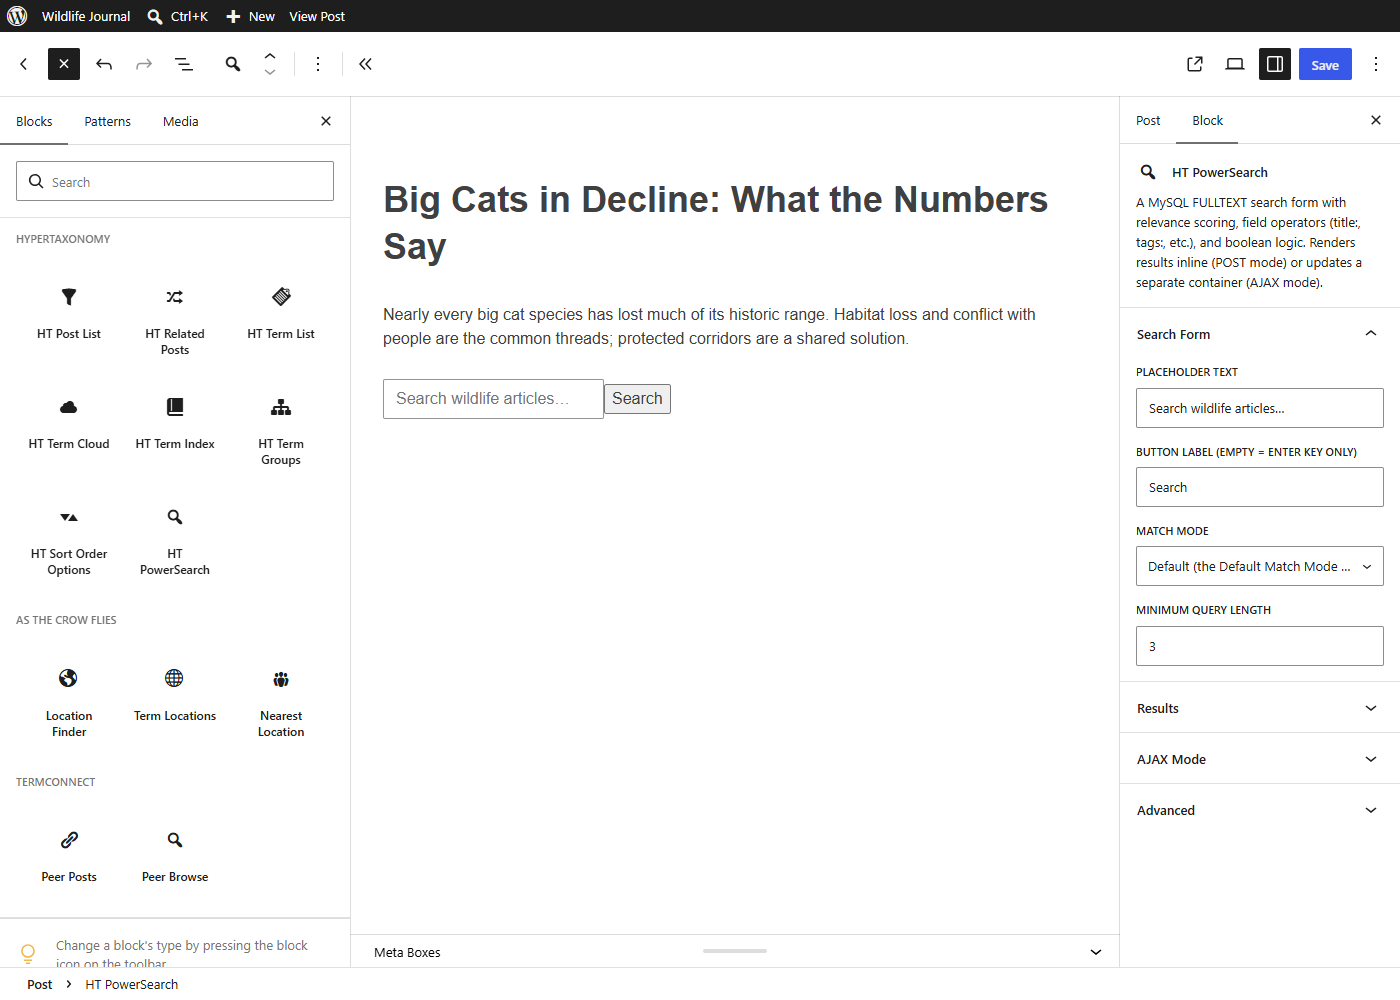 Wildlife Journal
Ctrl+K
New
View Post
Save
Blocks
Patterns
Media
Search
HYPERTAXONOMY
HT Post List
HT Related
Posts
HT Term List
HT Term Cloud
HT Term Index
HT Term
Groups
HT Sort Order
Options
HT
PowerSearch
AS THE CROW FLIES
Location
Finder
Term Locations
Nearest
Location
TERMCONNECT
Peer Posts
Peer Browse
Change a block's type by pressing the block
icon on the toolbar
Big Cats in Decline: What the Numbers
Say
Nearly every big cat species has lost much of its historic range. Habitat loss and conflict with
people are the common threads; protected corridors are a shared solution.
Search wildlife articles…
Search
Meta Boxes
Post
Block
HT PowerSearch
A MySQL FULLTEXT search form with
relevance scoring, field operators (title:,
tags:, etc.), and boolean logic. Renders
results inline (POST mode) or updates a
separate container (AJAX mode).
Search Form
PLACEHOLDER TEXT
Search wildlife articles…
BUTTON LABEL (EMPTY = ENTER KEY ONLY)
Search
MATCH MODE
Default (the Default Match Mode ...
MINIMUM QUERY LENGTH
3
Results
AJAX Mode
Advanced
Post
HT PowerSearch